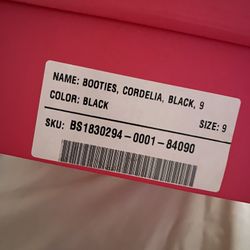 NAME: BOOTIES, CORDELIA, BLACK, 9
COLOR: BLACK
SKU: BS1830294-0001-84090 SIZE: 9